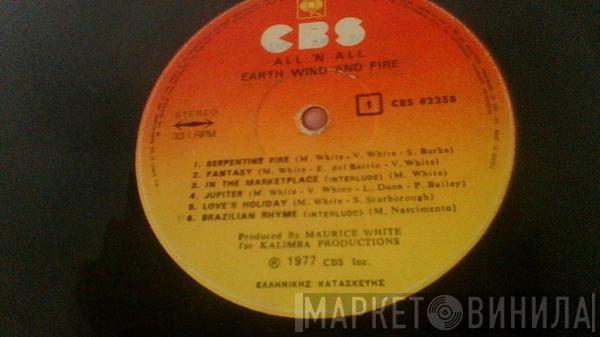 CBS
ALL 'N ALL
EARTH WIND AND FIRE
STEREO
33⅓ RPM
1 CBS 82238
1. SERPENTINE FIRE (M. White - V. White - S. Burke)
2. FANTASY (M. White - E. del Barrio - V. White)
3. IN THE MARKETPLACE (INTERLUDE) (M. White)
4. JUPITER (M. White - V. White - L. Dunn - P. Bailey)
5. LOVE'S HOLIDAY (M. White - S. Scarborough)
6. BRAZILIAN RHYME (INTERLUDE) (M. Nascimento)
Produced By MAURICE WHITE
for KALIMBA PRODUCTIONS
℗ 1977 CBS Inc.
ΕΛΛΗΝΙΚΗΣ ΚΑΤΑΣΚΕΥΗΣ
МАРКЕТ ВИНИЛА